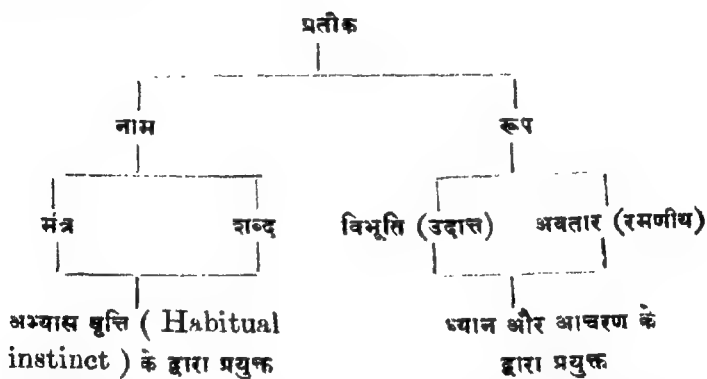 प्रतीक
नाम रूप
मंत्र शब्द विभूति (उदात्त) अवतार (रमणीय)
अभ्यास वृत्ति ( Habitual ध्यान और आचरण के
instinct ) के द्वारा प्रयुक्त द्वारा प्रयुक्त